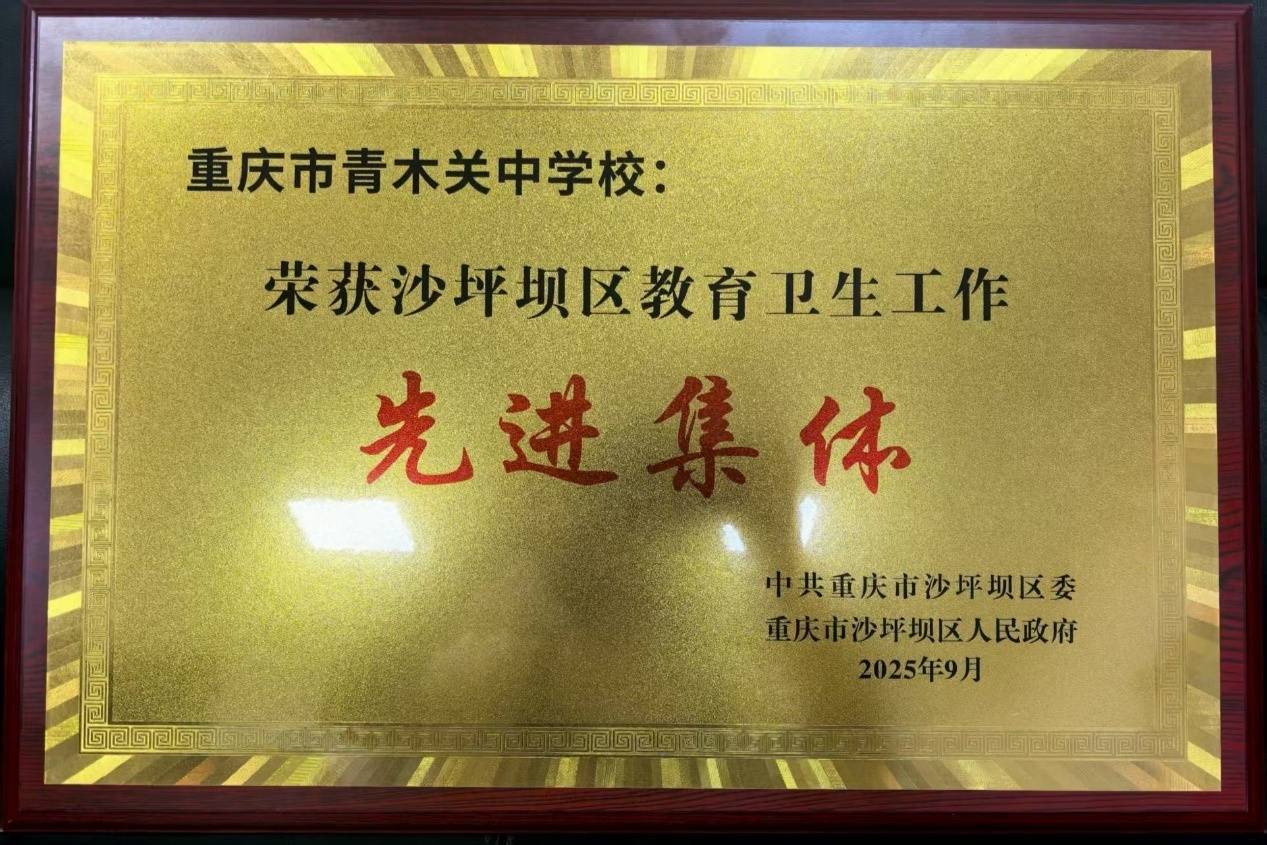 重庆市青木关中学校：
荣获沙坪坝区教育卫生工作
先进集体
中共重庆市沙坪坝区委
重庆市沙坪坝区人民政府
2025年9月